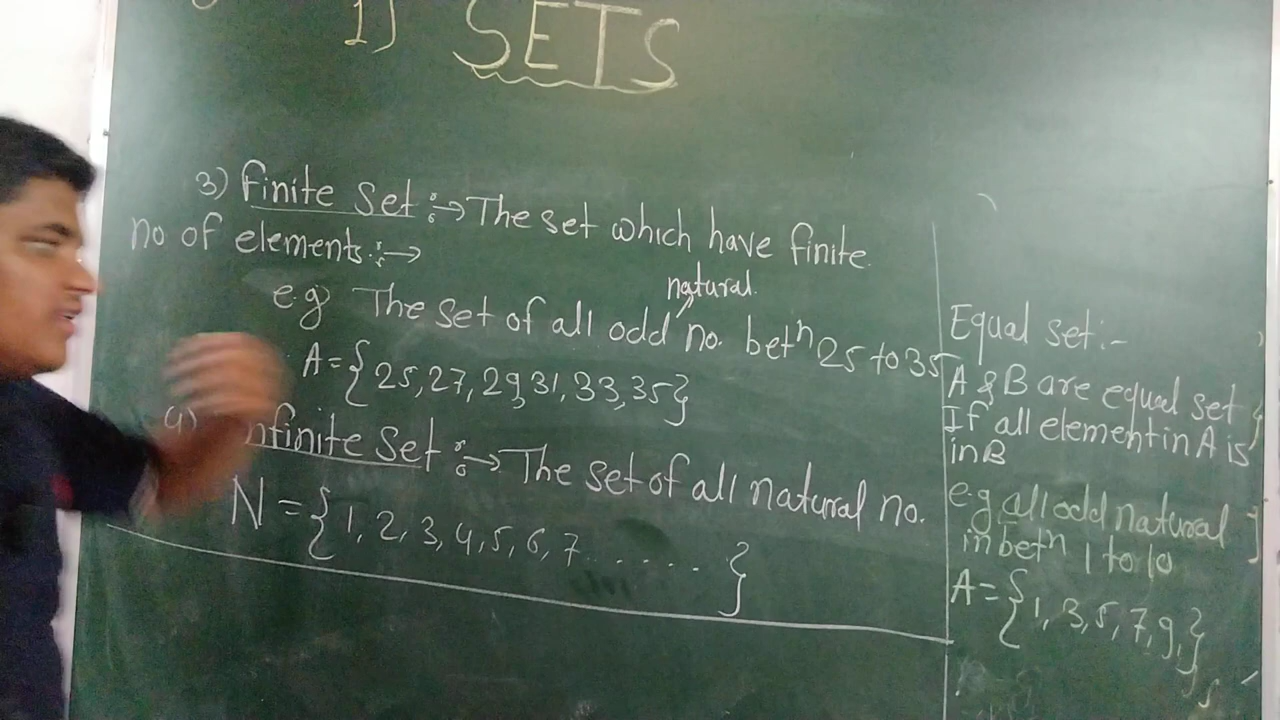 1) SETS
3) Finite Set :→ The set which have finite
no of elements :→
natural
e.g The set of all odd no. betn 25 to 35
A={25,27,29,31,33,35}
4) Infinite Set :→ The set of all natural no.
N={1,2,3,4,5,6,7.....}
Equal set:-
A & B are equal set
If all element in A is
in B
e.g all odd natural
in betn 1 to 10
A={1,3,5,7,9,}